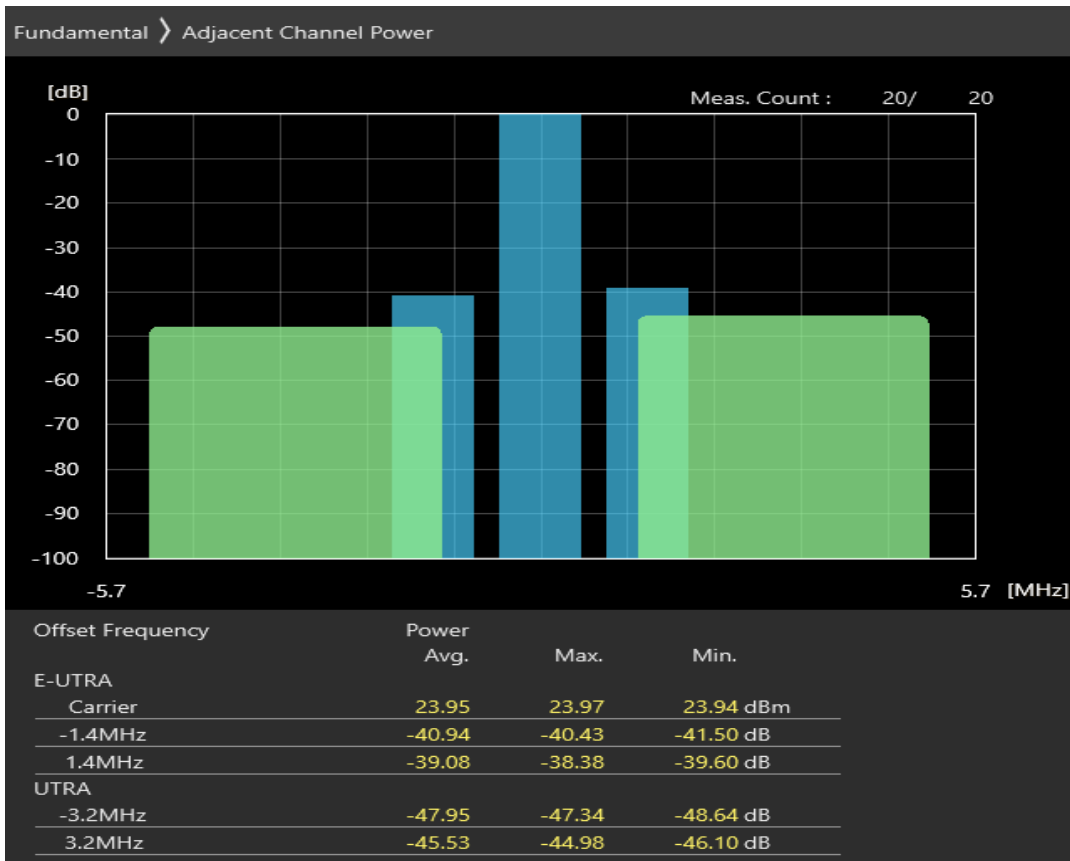 Fundamental 〉 Adjacent Channel Power
[dB]
Meas. Count : 20/ 20
0
-10
-20
-30
-40
-50
-60
-70
-80
-90
-100
-5.7 5.7 [MHz]
Offset Frequency Power
Avg. Max. Min.
E-UTRA
Carrier 23.95 23.97 23.94 dBm
-1.4MHz -40.94 -40.43 -41.50 dB
1.4MHz -39.08 -38.38 -39.60 dB
UTRA
-3.2MHz -47.95 -47.34 -48.64 dB
3.2MHz -45.53 -44.98 -46.10 dB